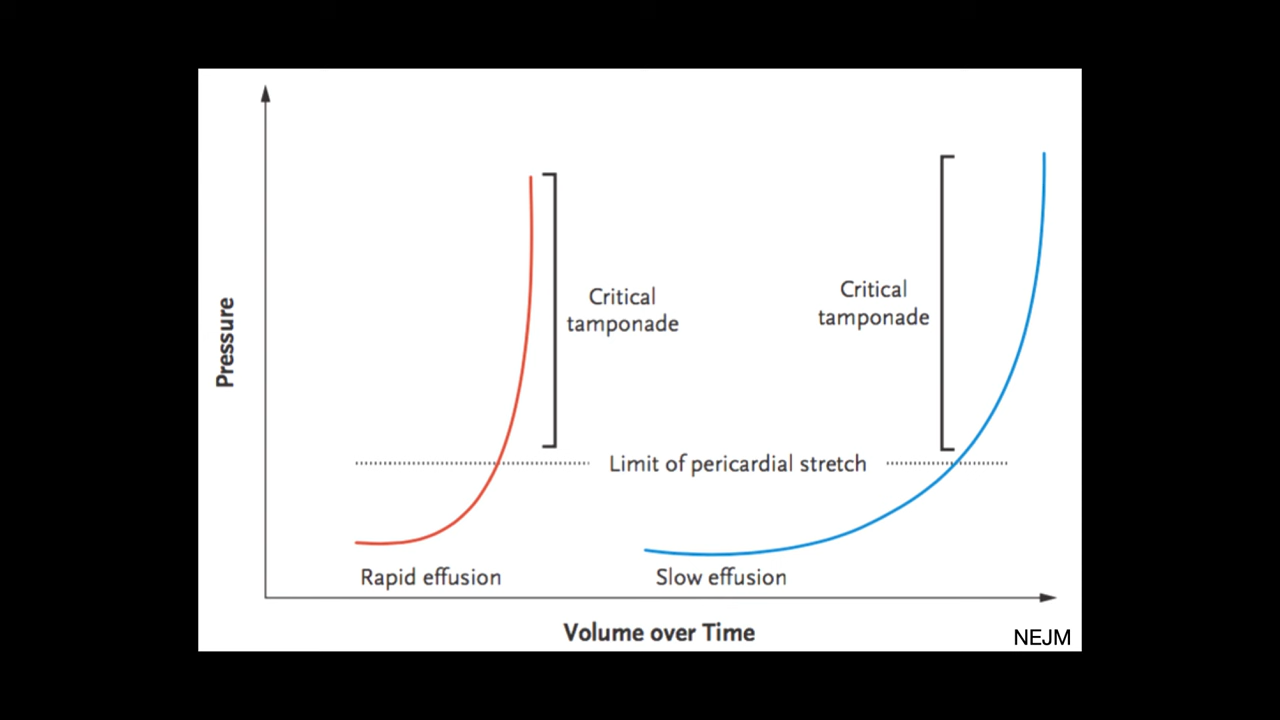 Critical
tamponade
Critical
tamponade
Pressure
Limit of pericardial stretch
Rapid effusion
Slow effusion
Volume over Time
NEJM